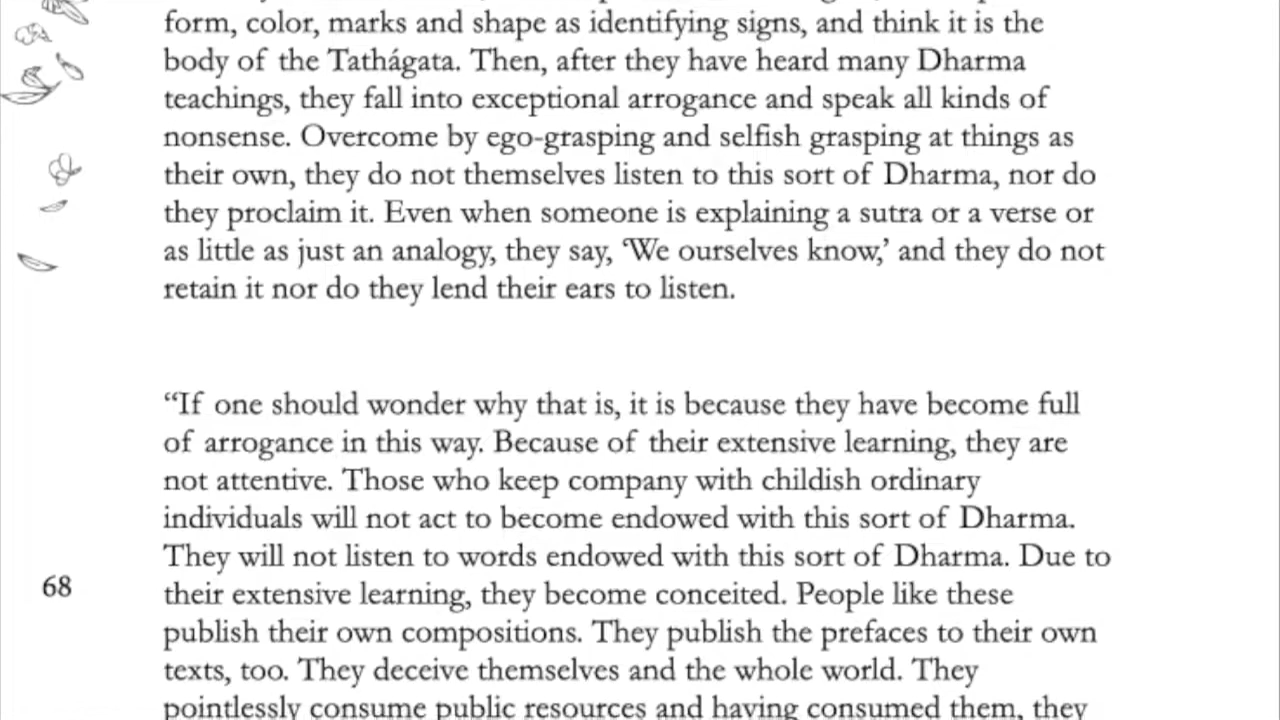 form, color, marks and shape as identifying signs, and think it is the
body of the Tathágata. Then, after they have heard many Dharma
teachings, they fall into exceptional arrogance and speak all kinds of
nonsense. Overcome by ego-grasping and selfish grasping at things as
their own, they do not themselves listen to this sort of Dharma, nor do
they proclaim it. Even when someone is explaining a sutra or a verse or
as little as just an analogy, they say, ‘We ourselves know,’ and they do not
retain it nor do they lend their ears to listen.
“If one should wonder why that is, it is because they have become full
of arrogance in this way. Because of their extensive learning, they are
not attentive. Those who keep company with childish ordinary
individuals will not act to become endowed with this sort of Dharma.
They will not listen to words endowed with this sort of Dharma. Due to
68
their extensive learning, they become conceited. People like these
publish their own compositions. They publish the prefaces to their own
texts, too. They deceive themselves and the whole world. They
pointlessly consume public resources and having consumed them, they